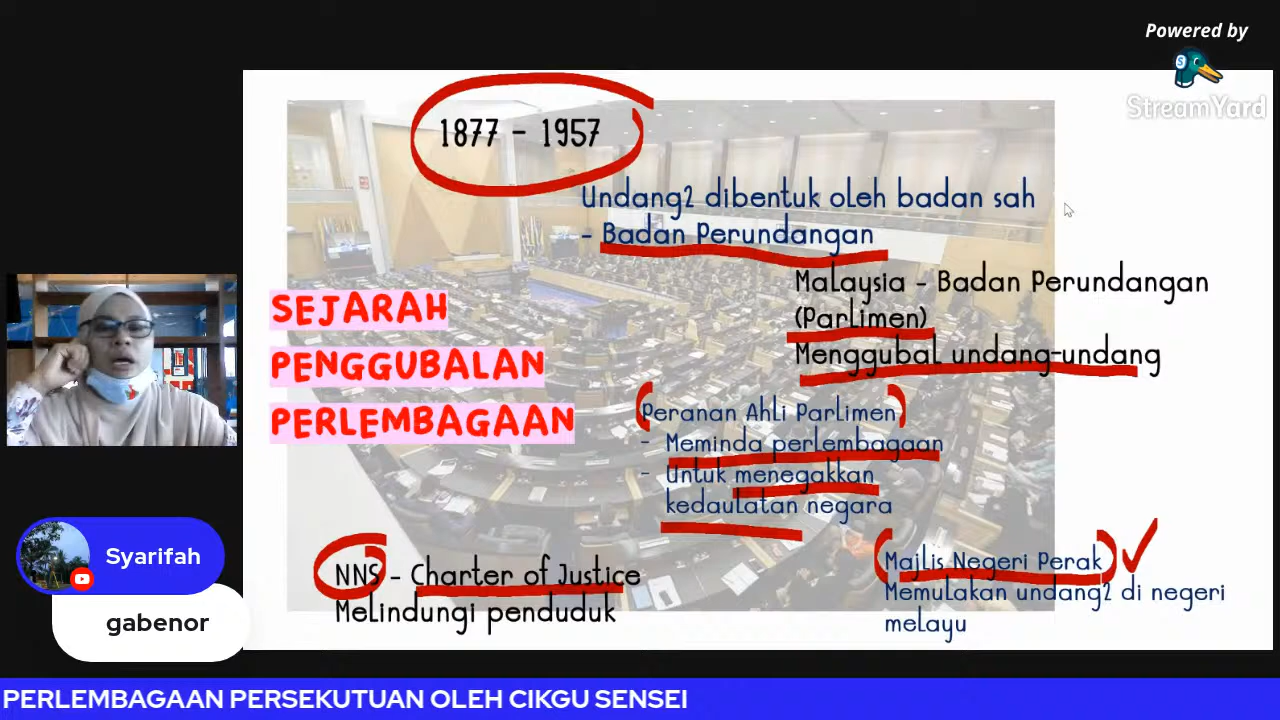 Powered by
StreamYard
1877 - 1957
Undang2 dibentuk oleh badan sah
- Badan Perundangan
Malaysia - Badan Perundangan
(Parlimen)
Menggubal undang-undang
SEJARAH
PENGGUBALAN
PERLEMBAGAAN
Peranan Ahli Parlimen
- Meminda perlembagaan
- Untuk menegakkan
kedaulatan negara
NNS - Charter of Justice
Melindungi penduduk
Majlis Negeri Perak
Memulakan undang2 di negeri
melayu
Syarifah
gabenor
PERLEMBAGAAN PERSEKUTUAN OLEH CIKGU SENSEI